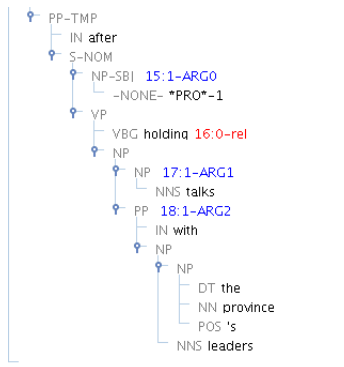 PP-TMP
IN after
S-NOM
NP-SBJ 15:1-ARG0
-NONE- *PRO*-1
VP
VBG holding 16:0-rel
NP
NP 17:1-ARG1
NNS talks
PP 18:1-ARG2
IN with
NP
NP
DT the
NN province
POS 's
NNS leaders